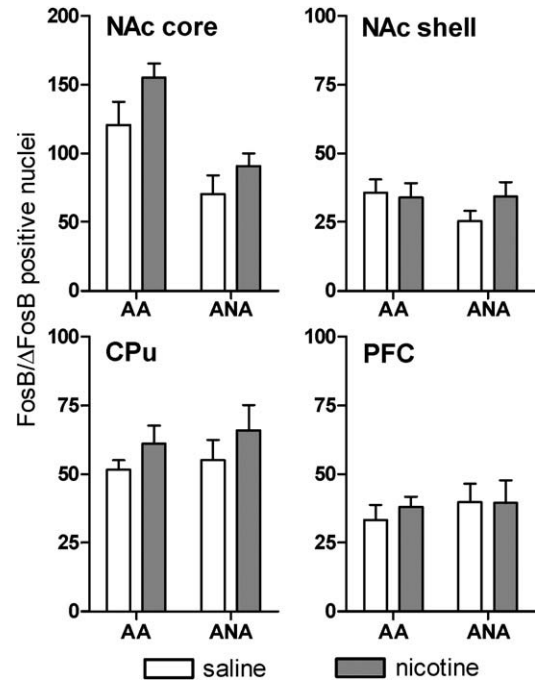 FosB/ΔFosB positive nuclei
NAc core
200
150
100
50
0
AA ANA
NAc shell
100
75
50
25
0
AA ANA
CPu
100
75
50
25
0
AA ANA
PFC
100
75
50
25
0
AA ANA
saline nicotine